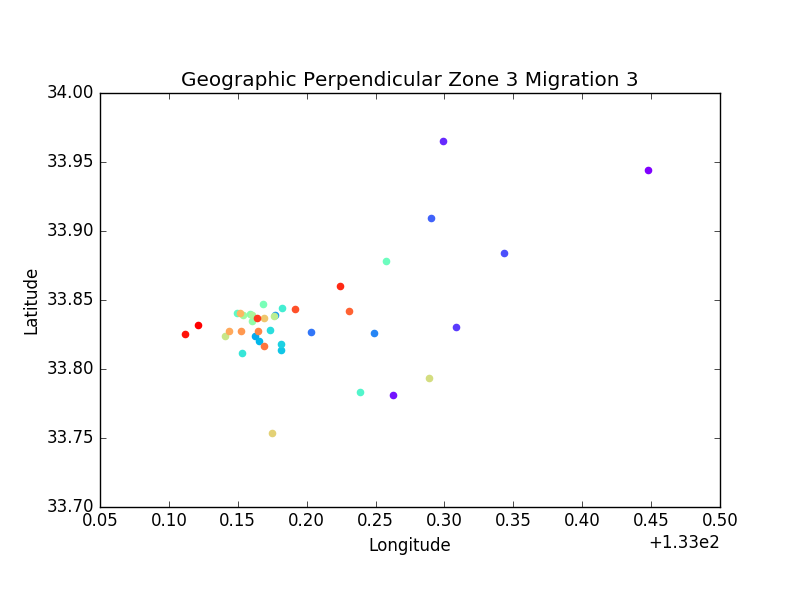 Geographic Perpendicular Zone 3 Migration 3
34.00
33.95
33.90
33.85
33.80
33.75
33.70
Latitude
0.05 0.10 0.15 0.20 0.25 0.30 0.35 0.40 0.45 0.50
+1.33e2
Longitude